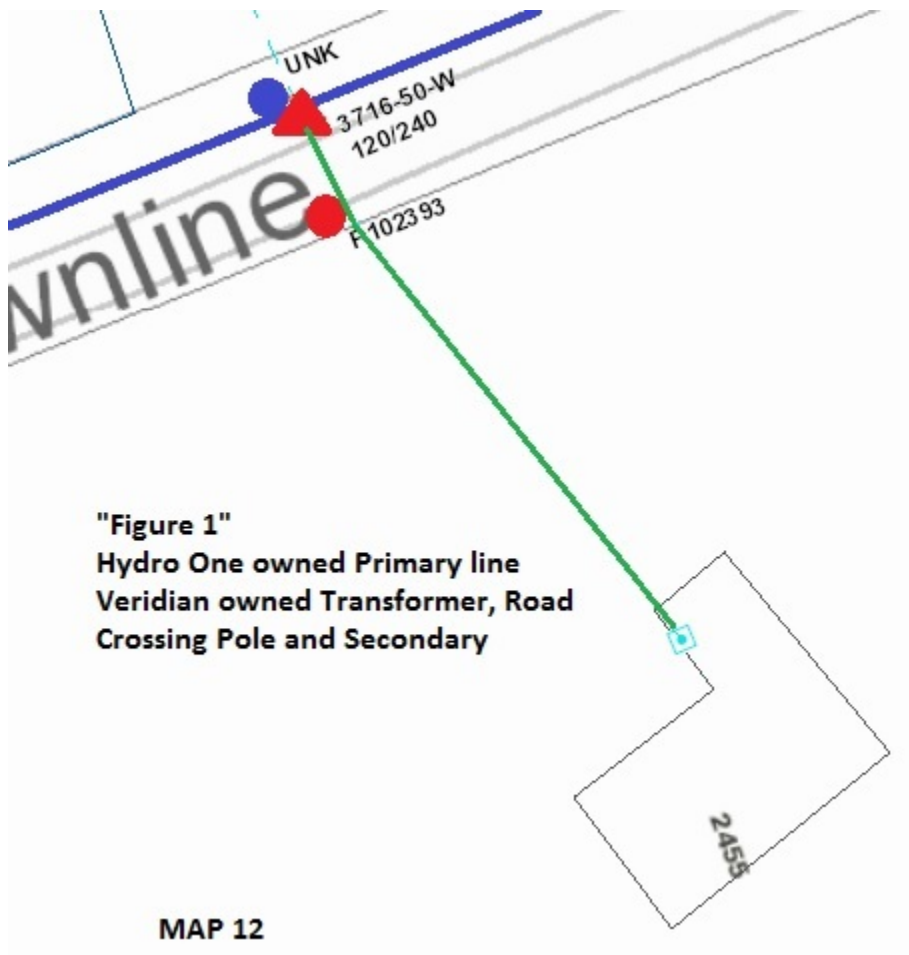 UNK
3716-50-W
120/240
P102393
wnline
"Figure 1"
Hydro One owned Primary line
Veridian owned Transformer, Road
Crossing Pole and Secondary
2455
MAP 12